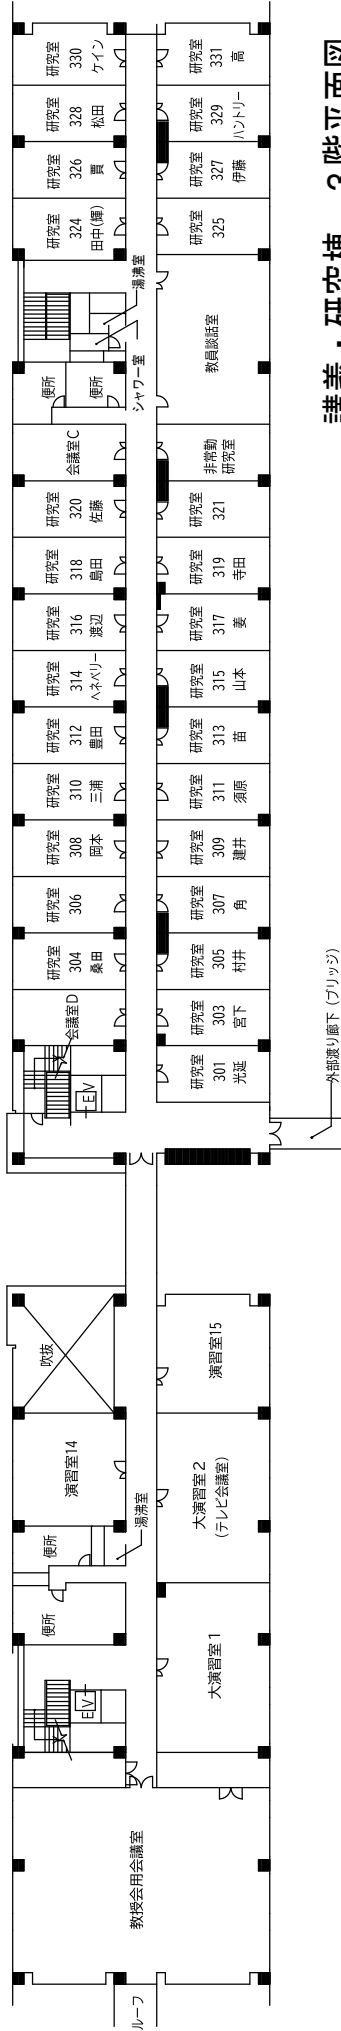 講義・研究棟 3階平面図
研究室
330
ケイン
研究室
328
松田
研究室
326
賈
研究室
324
田中(輝)
湯沸室
シャワー室
便所
便所
会議室C
研究室
320
佐藤
研究室
318
島田
研究室
316
渡辺
研究室
314
ヘネベリー
研究室
312
豊田
研究室
310
三浦
研究室
308
岡本
研究室
306
研究室
304
桑田
会議室D
EV
研究室
331
高
研究室
329
ハントリー
研究室
327
伊藤
研究室
325
教員談話室
非常勤
研究室
研究室
321
研究室
319
寺田
研究室
317
姜
研究室
315
山本
研究室
313
苗
研究室
311
須原
研究室
309
建井
研究室
307
角
研究室
305
村井
研究室
303
宮下
研究室
301
光延
外部渡り廊下(ブリッジ)
吹抜
演習室14
便所
湯沸室
便所
EV
演習室15
大演習室2
(テレビ会議室)
大演習室1
教授会用会議室
ルーフ